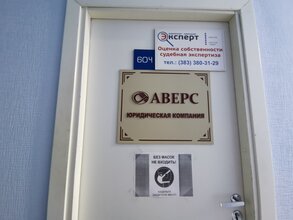 Эксперт
Оценка собственности
судебная экспертиза
тел.: (383) 380-31-29
604
АВЕРС
ЮРИДИЧЕСКАЯ КОМПАНИЯ
БЕЗ МАСОК
НЕ ВХОДИТЬ!